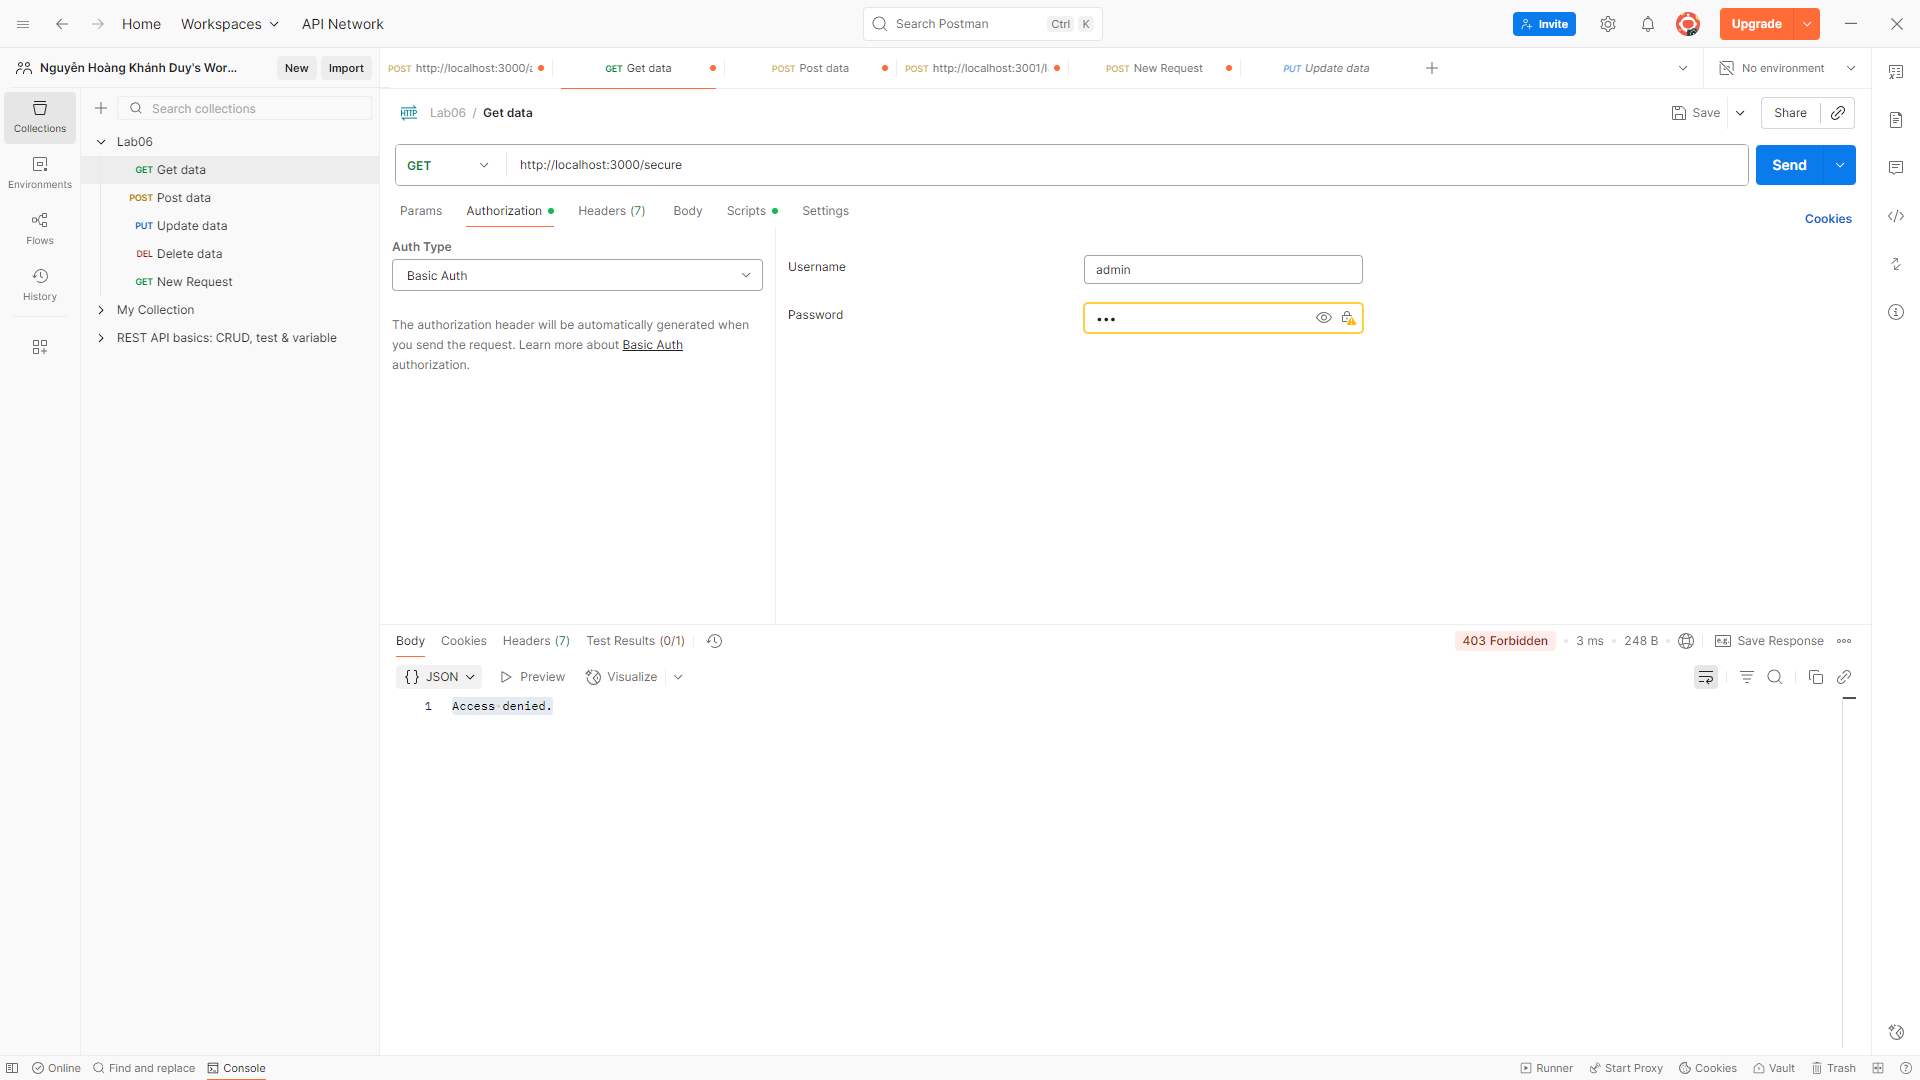 Home
Workspaces
API Network
Search Postman
Ctrl
K
Invite
Upgrade
Nguyễn Hoàng Khánh Duy's Wor...
New
Import
POST http://localhost:3000/
GET Get data
POST Post data
POST http://localhost:3001/l
POST New Request
PUT Update data
No environment
Collections
Environments
Flows
History
Search collections
Lab06
GET Get data
POST Post data
PUT Update data
DEL Delete data
GET New Request
My Collection
REST API basics: CRUD, test & variable
HTTP
Lab06 / Get data
Save
Share
GET
http://localhost:3000/secure
Send
Params
Authorization
Headers (7)
Body
Scripts
Settings
Cookies
Auth Type
Basic Auth
The authorization header will be automatically generated when
you send the request. Learn more about Basic Auth
authorization.
Username
admin
Password
•••
Body
Cookies
Headers (7)
Test Results (0/1)
403 Forbidden
3 ms
248 B
e.g.
Save Response
{} JSON
Preview
Visualize
1
Access denied.
Online
Find and replace
Console
Runner
Start Proxy
Cookies
Vault
Trash